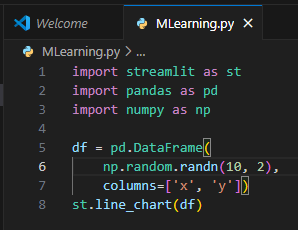 Welcome
MLearning.py
MLearning.py > ...
1 import streamlit as st
2 import pandas as pd
3 import numpy as np
4
5 df = pd.DataFrame(
6     np.random.randn(10, 2),
7     columns=['x', 'y'])
8 st.line_chart(df)